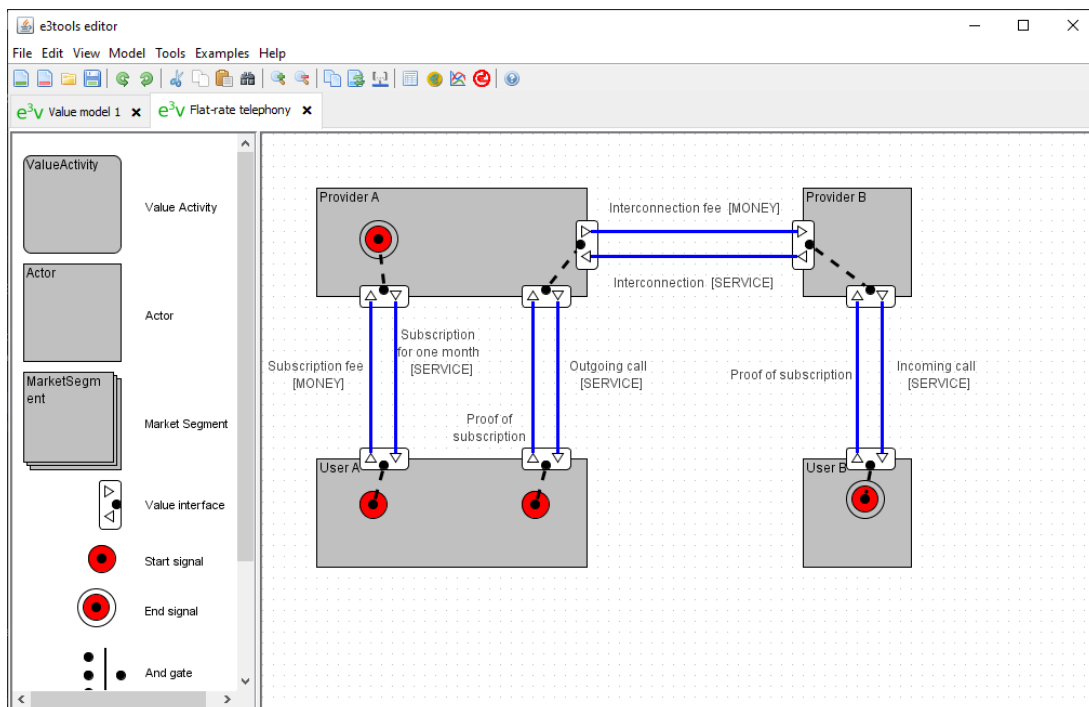 e3tools editor
File Edit View Model Tools Examples Help
e³v Value model 1
e³v Flat-rate telephony
ValueActivity
Value Activity
Actor
Actor
MarketSegm
ent
Market Segment
Value interface
Start signal
End signal
And gate
Provider A
Provider B
Interconnection fee [MONEY]
Interconnection [SERVICE]
Subscription fee
[MONEY]
Subscription
for one month
[SERVICE]
Outgoing call
[SERVICE]
Proof of
subscription
Proof of subscription
Incoming call
[SERVICE]
User A
User B